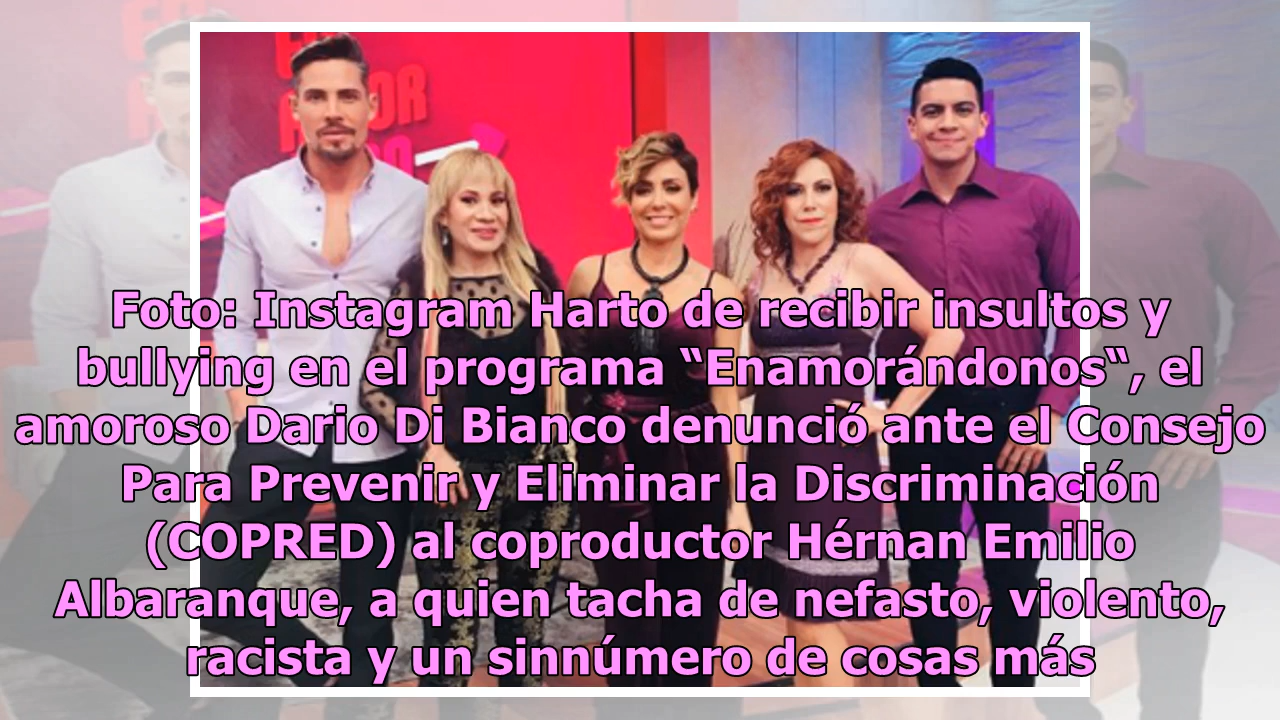 EN
AMOR
Foto: Instagram Harto de recibir insultos y
bullying en el programa “Enamorándonos“, el
amoroso Dario Di Bianco denunció ante el Consejo
Para Prevenir y Eliminar la Discriminación
(COPRED) al coproductor Hérnan Emilio
Albaranque, a quien tacha de nefasto, violento,
racista y un sinnúmero de cosas más